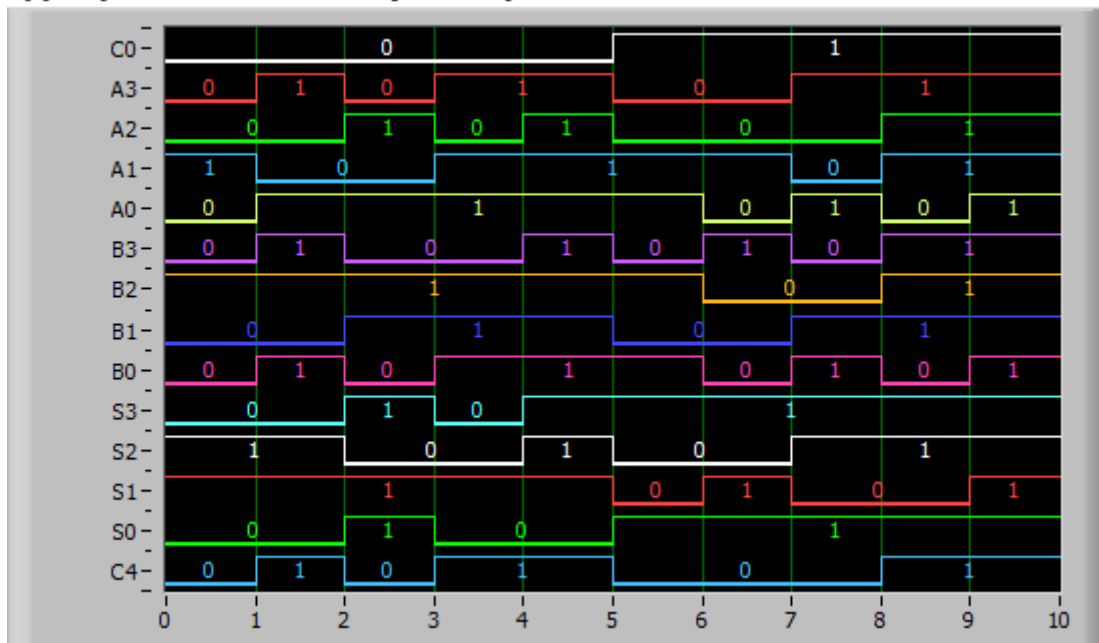 C0 0 1
A3 0 1 0 1 0 1
A2 0 1 0 1 0 1
A1 1 0 1 0 1
A0 0 1 0 1 0 1
B3 0 1 0 1 0 1 0 1
B2 1 0 1
B1 0 1 0 1
B0 0 1 0 1 0 1 0 1
S3 0 1 0 1
S2 1 0 1 0 1
S1 1 0 1 0 1
S0 0 1 0 1
C4 0 1 0 1 0 1
0 1 2 3 4 5 6 7 8 9 10